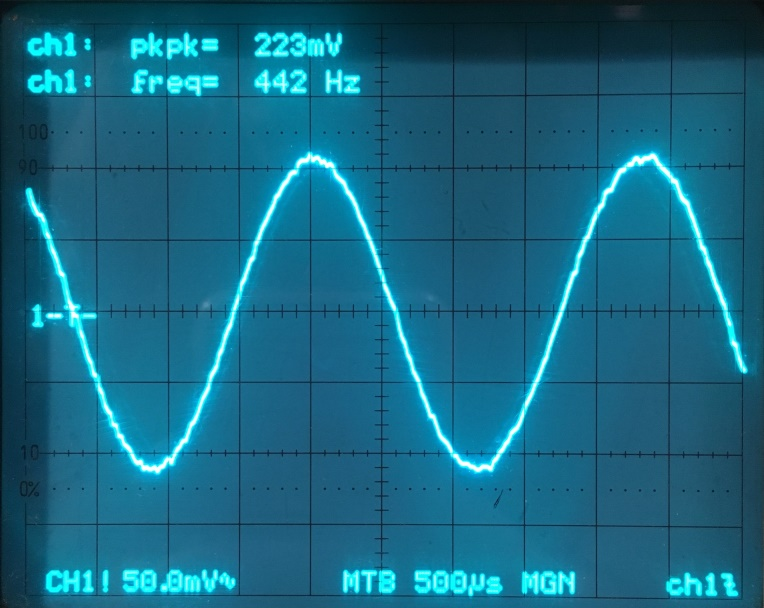 ch1: pkpk= 223mV
ch1: freq= 442 Hz
100
90
1
10
0%
CH1! 50.0mV~ MTB 500µs MGN ch1